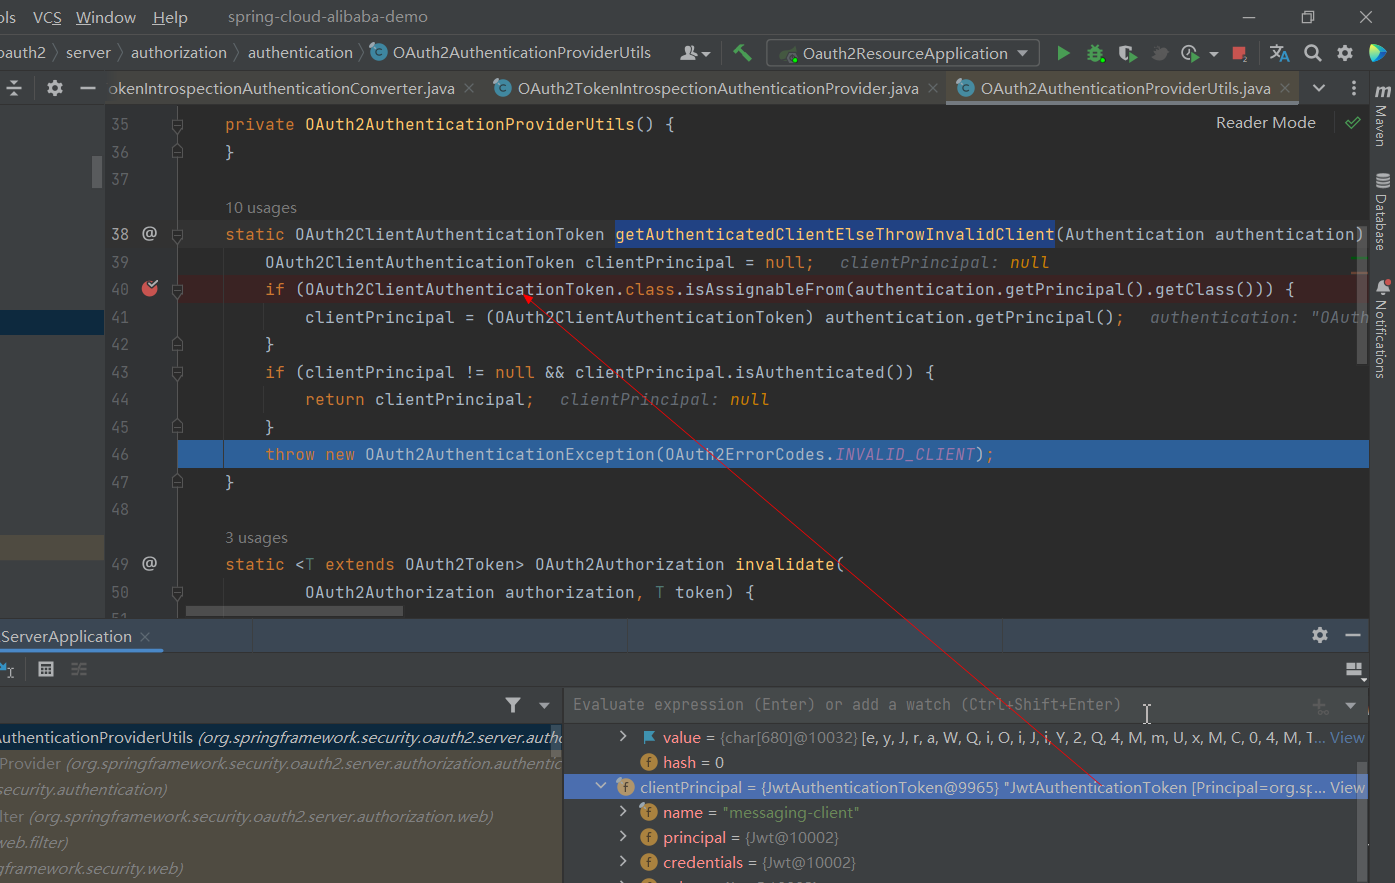 ols VCS Window Help spring-cloud-alibaba-demo
oauth2 server authorization authentication OAuth2AuthenticationProviderUtils Oauth2ResourceApplication
okenIntrospectionAuthenticationConverter.java OAuth2TokenIntrospectionAuthenticationProvider.java OAuth2AuthenticationProviderUtils.java
Maven
Database
Notifications
Reader Mode
35 private OAuth2AuthenticationProviderUtils() {
36 }
37
10 usages
38 @ static OAuth2ClientAuthenticationToken getAuthenticatedClientElseThrowInvalidClient(Authentication authentication)
39 OAuth2ClientAuthenticationToken clientPrincipal = null; clientPrincipal: null
40 if (OAuth2ClientAuthenticationToken.class.isAssignableFrom(authentication.getPrincipal().getClass())) {
41 clientPrincipal = (OAuth2ClientAuthenticationToken) authentication.getPrincipal(); authentication: "OAuth
42 }
43 if (clientPrincipal != null && clientPrincipal.isAuthenticated()) {
44 return clientPrincipal; clientPrincipal: null
45 }
46 throw new OAuth2AuthenticationException(OAuth2ErrorCodes.INVALID_CLIENT);
47 }
48
3 usages
49 @ static <T extends OAuth2Token> OAuth2Authorization invalidate(
50 OAuth2Authorization authorization, T token) {
51
ServerApplication
Evaluate expression (Enter) or add a watch (Ctrl+Shift+Enter)
uthenticationProviderUtils (org.springframework.security.oauth2.server.autho
Provider (org.springframework.security.oauth2.server.authorization.authentic
security.authentication)
lter (org.springframework.security.oauth2.server.authorization.web)
web.filter)
gframework.security.web)
value = {char[680]@10032} [e, y, J, r, a, W, Q, i, O, i, J, i, Y, 2, Q, 4, M, m, U, x, M, C, 0, 4, M, T... View
hash = 0
clientPrincipal = {JwtAuthenticationToken@9965} "JwtAuthenticationToken [Principal=org.sp... View
name = "messaging-client"
principal = {Jwt@10002}
credentials = {Jwt@10002}